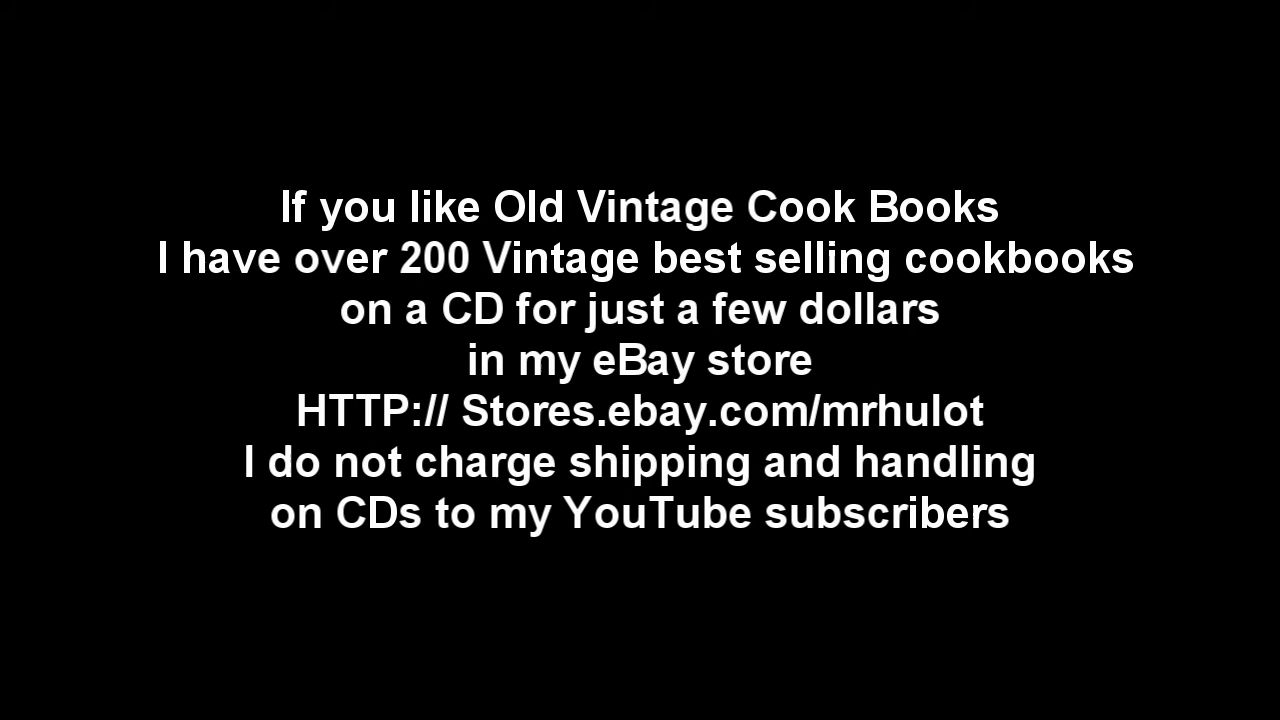 If you like Old Vintage Cook Books
I have over 200 Vintage best selling cookbooks
on a CD for just a few dollars
in my eBay store
HTTP:// Stores.ebay.com/mrhulot
I do not charge shipping and handling
on CDs to my YouTube subscribers